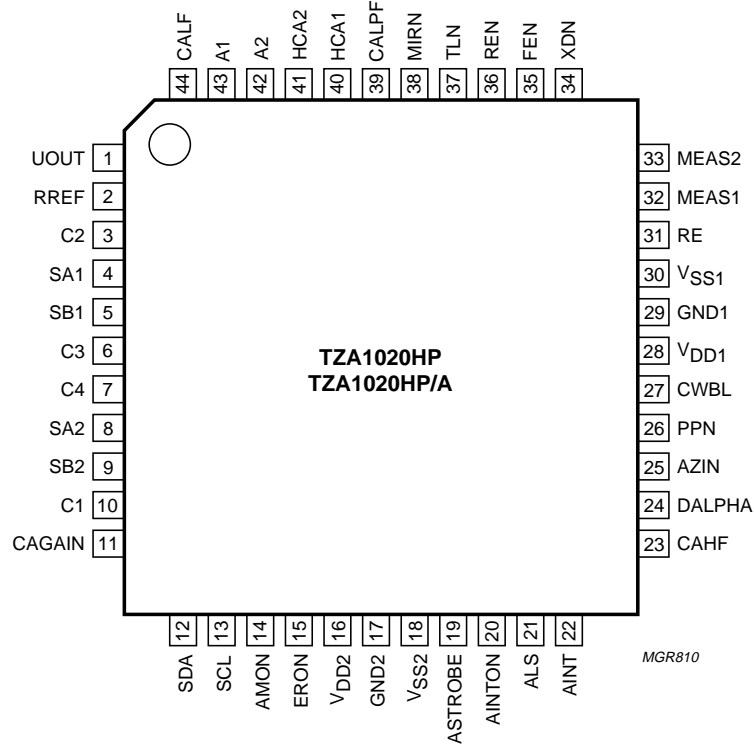 CALF
A1
A2
HCA2
HCA1
CALPF
MIRN
TLN
REN
FEN
XDN
44
43
42
41
40
39
38
37
36
35
34
UOUT 1
RREF 2
C2 3
SA1 4
SB1 5
C3 6
C4 7
SA2 8
SB2 9
C1 10
CAGAIN 11
TZA1020HP
TZA1020HP/A
33 MEAS2
32 MEAS1
31 RE
30 VSS1
29 GND1
28 VDD1
27 CWBL
26 PPN
25 AZIN
24 DALPHA
23 CAHF
12
13
14
15
16
17
18
19
20
21
22
SDA
SCL
AMON
ERON
VDD2
GND2
VSS2
ASTROBE
AINTON
ALS
AINT
MGR810